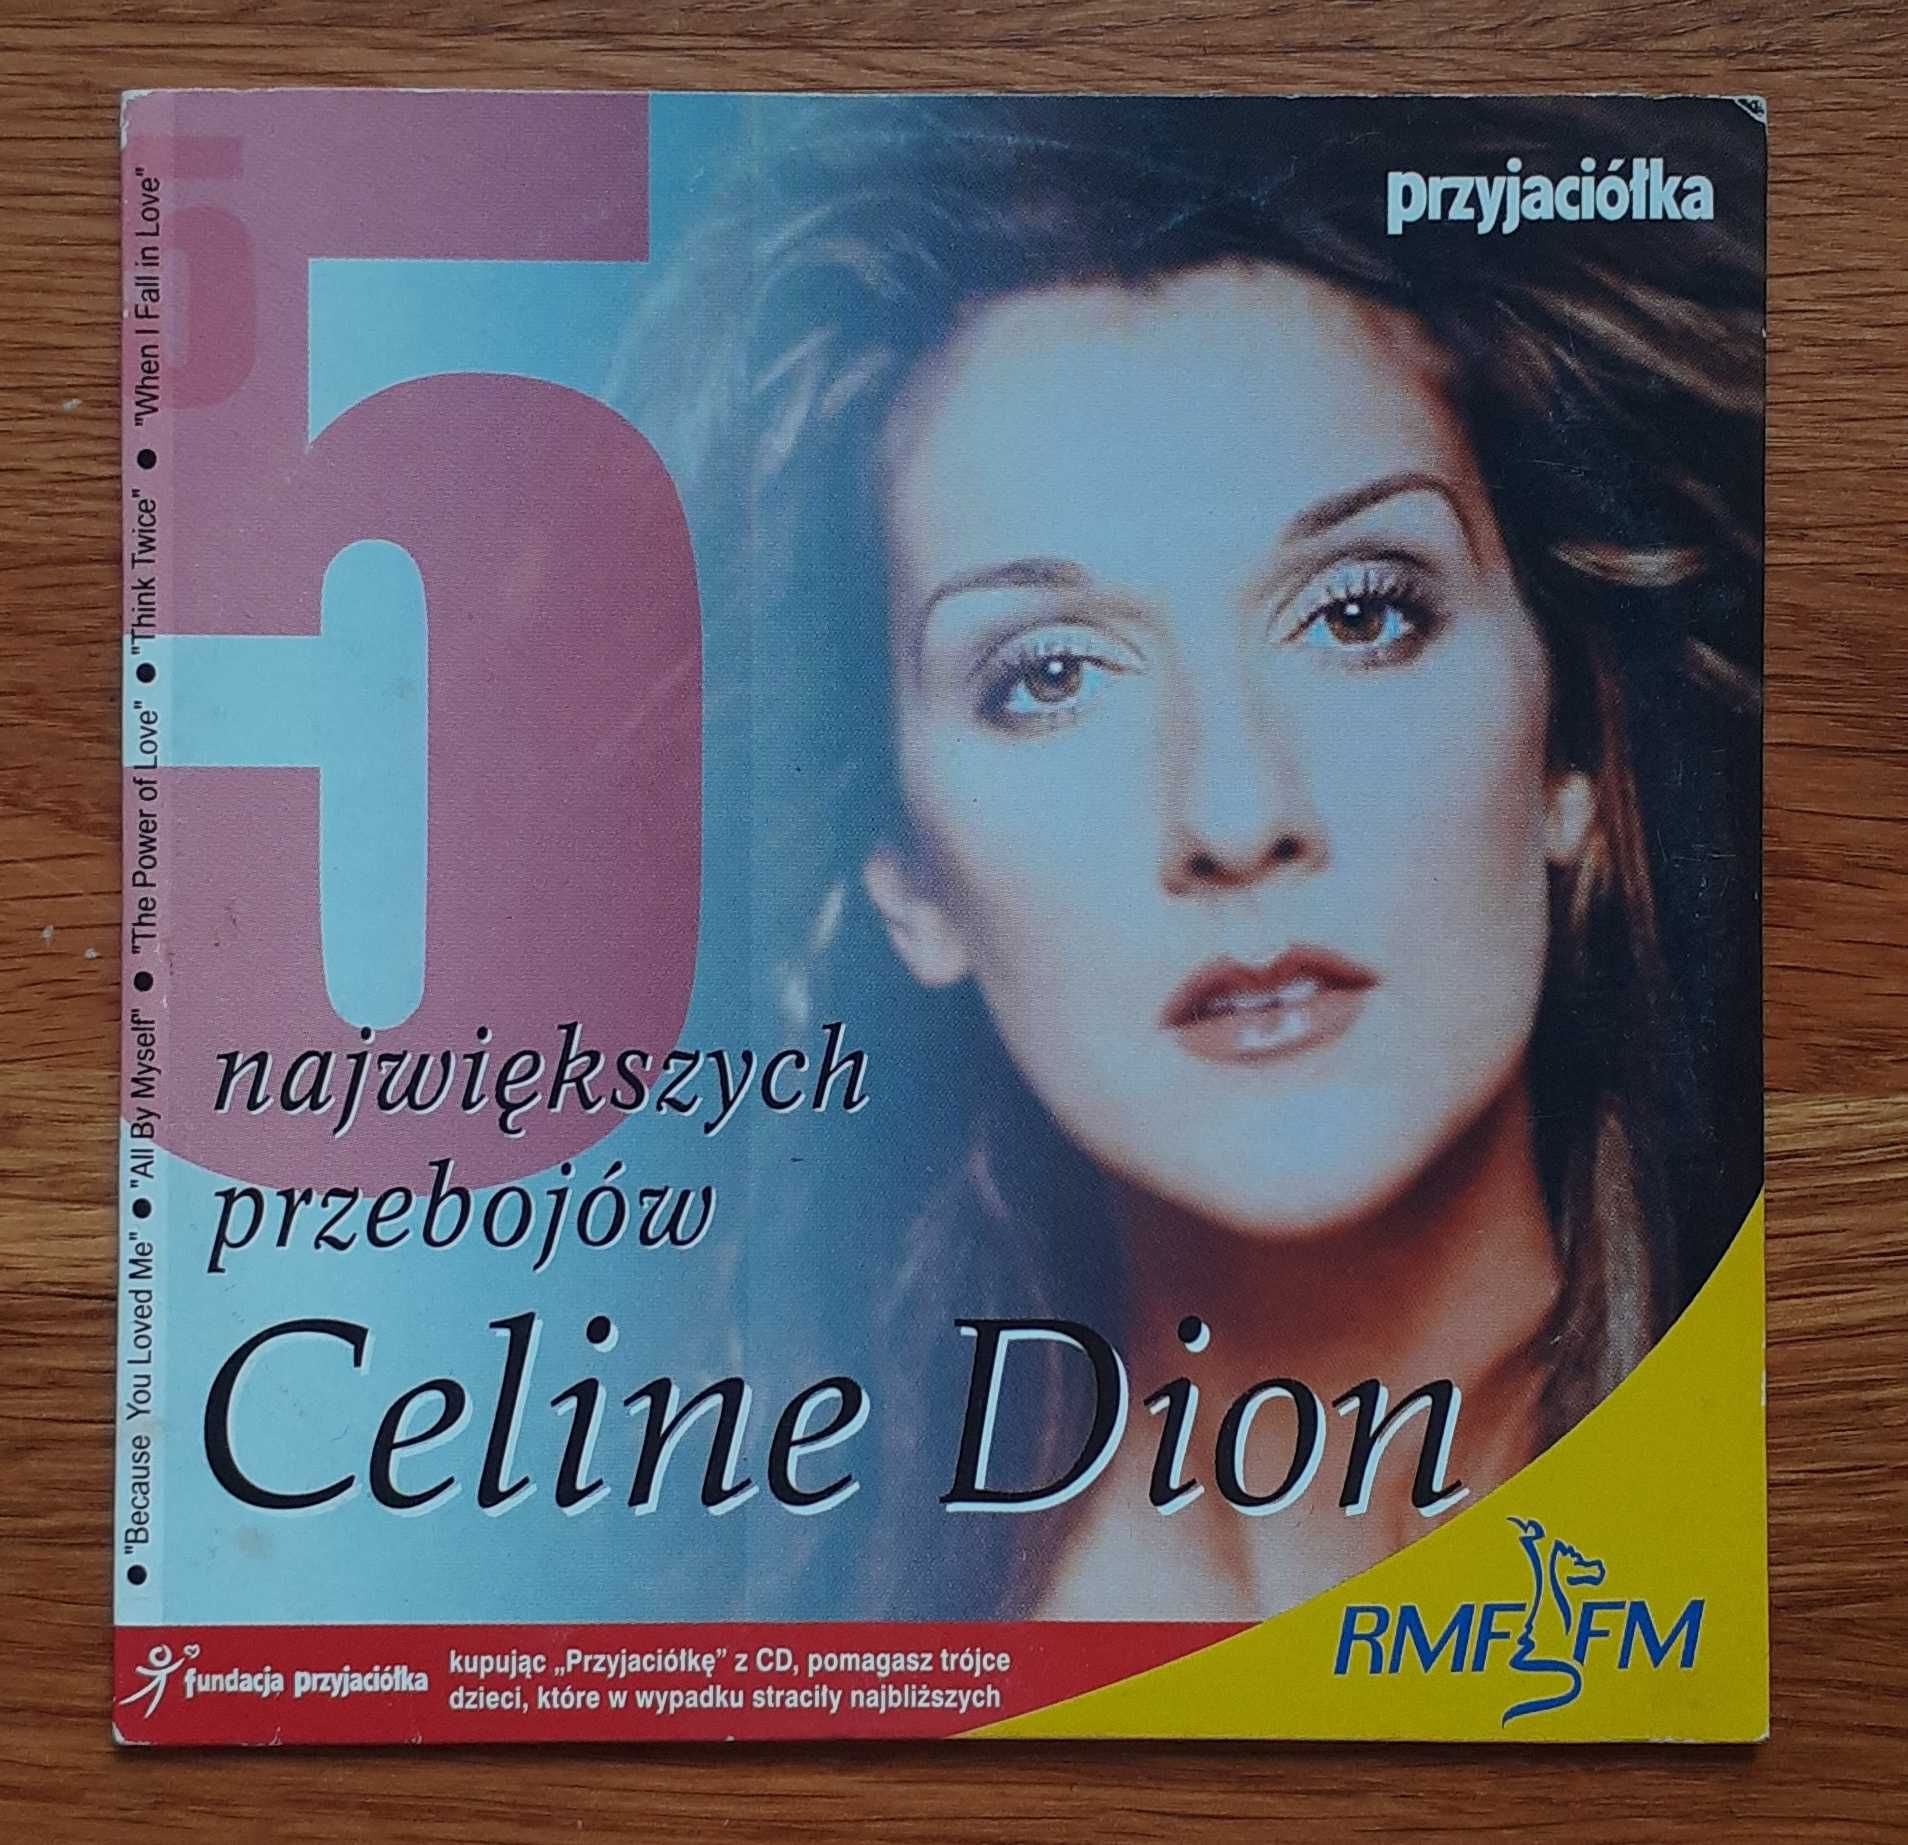 przyjaciółka
5
5
największych
przebojów
Celine Dion
● "Because You Loved Me" ● "All By Myself" ● "The Power of Love" ● "Think Twice" ● "When I Fall in Love"
fundacja przyjaciółka
kupując „Przyjaciółkę” z CD, pomagasz trójce
dzieci, które w wypadku straciły najbliższych
RMF FM